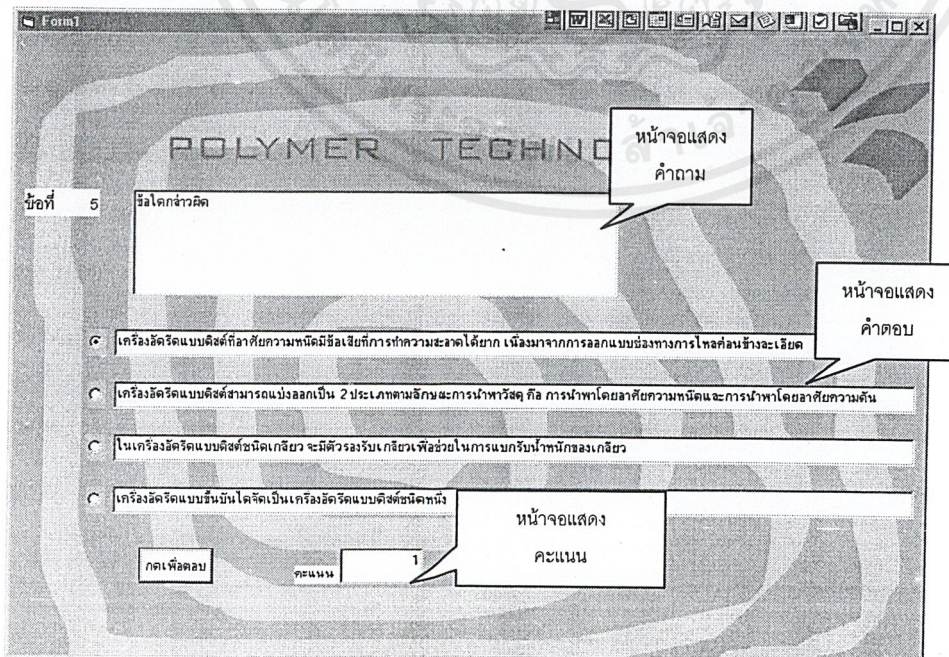 Form1
POLYMER TECHNO
หน้าจอแสดง
คำถาม
ข้อที่ 5
ข้อใดกล่าวผิด
หน้าจอแสดง
คำตอบ
เครื่องอัดรีดแบบดิสต์ที่อาศัยความหนืดมีข้อเสียที่การทำความสะอาดได้ยาก เนื่องมาจากการออกแบบช่องทางการไหลค่อนข้างละเอียด
เครื่องอัดรีดแบบดิสต์สามารถแบ่งออกเป็น 2ประเภทตามลักษณะการนำพาวัสดุ คือ การนำพาโดยอาศัยความหนืดและการนำพาโดยอาศัยความดัน
ในเครื่องอัดรีดแบบดิสต์ชนิดเกลียว จะมีตัวรองรับเกลียวเพื่อช่วยในการแบกรับน้ำหนักของเกลียว
เครื่องอัดรีดแบบขั้นบันไดจัดเป็นเครื่องอัดรีดแบบดิสต์ชนิดหนึ่ง
หน้าจอแสดง
คะแนน
กดเพื่อตอบ
คะแนน 1